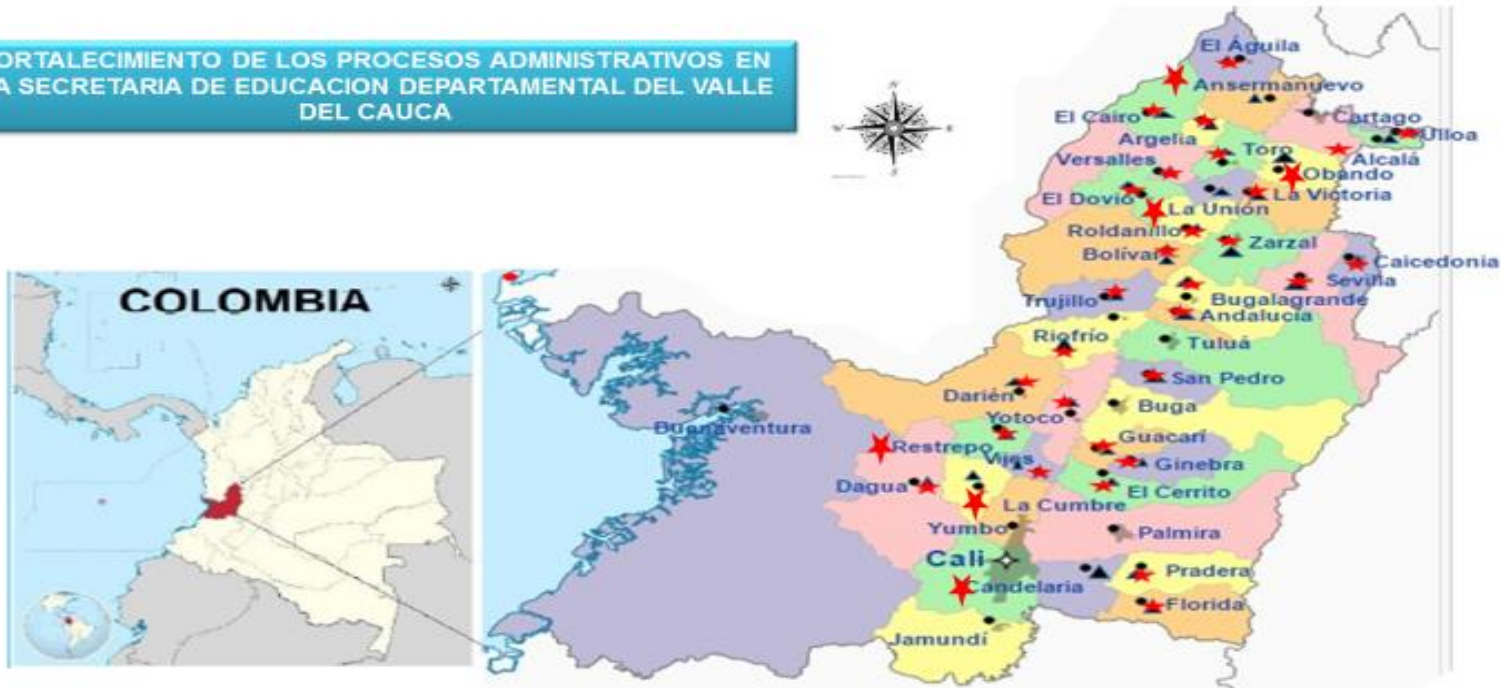 ORTALECIMIENTO DE LOS PROCESOS ADMINISTRATIVOS EN
A SECRETARIA DE EDUCACION DEPARTAMENTAL DEL VALLE
DEL CAUCA
N
W E
S
COLOMBIA
El Águila
Ansermanuevo
El Cairo
Cartago
Argelia
Ulloa
Toro
Versalles
Alcalá
Obando
El Dovio
La Victoria
La Unión
Roldanillo
Zarzal
Bolívar
Caicedonia
Sevilla
Trujillo
Bugalagrande
Andalucía
Riofrío
Tuluá
San Pedro
Darién
Buga
Yotoco
Buenaventura
Guacarí
Restrepo
Vijes
Ginebra
Dagua
El Cerrito
La Cumbre
Yumbo
Palmira
Cali
Pradera
Candelaria
Florida
Jamundí